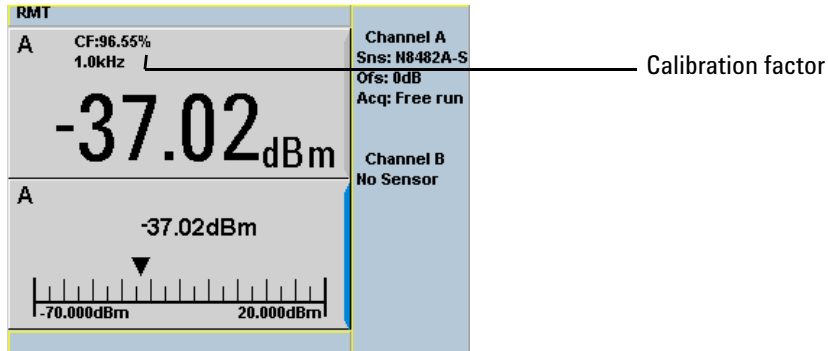 RMT
A
CF:96.55%
1.0kHz
-37.02dBm
A
-37.02dBm
-70.000dBm
20.000dBm
Channel A
Sns: N8482A-S
Ofs: 0dB
Acq: Free run
Channel B
No Sensor
Calibration factor